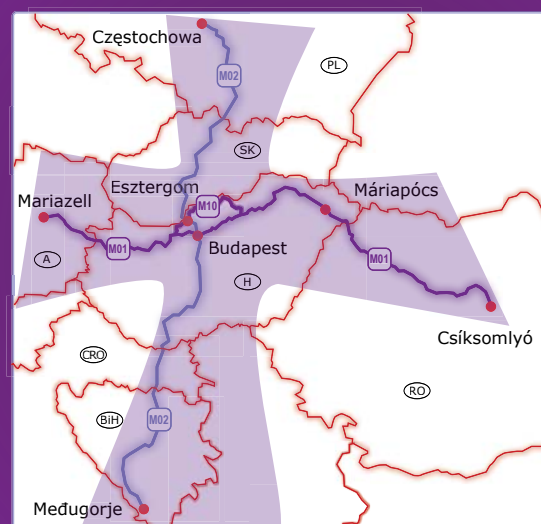 Częstochowa
PL
M02
SK
Esztergom
Máriapócs
Mariazell
M10
M01
Budapest
A
M01
H
Csíksomlyó
CRO
RO
BiH
M02
Međugorje